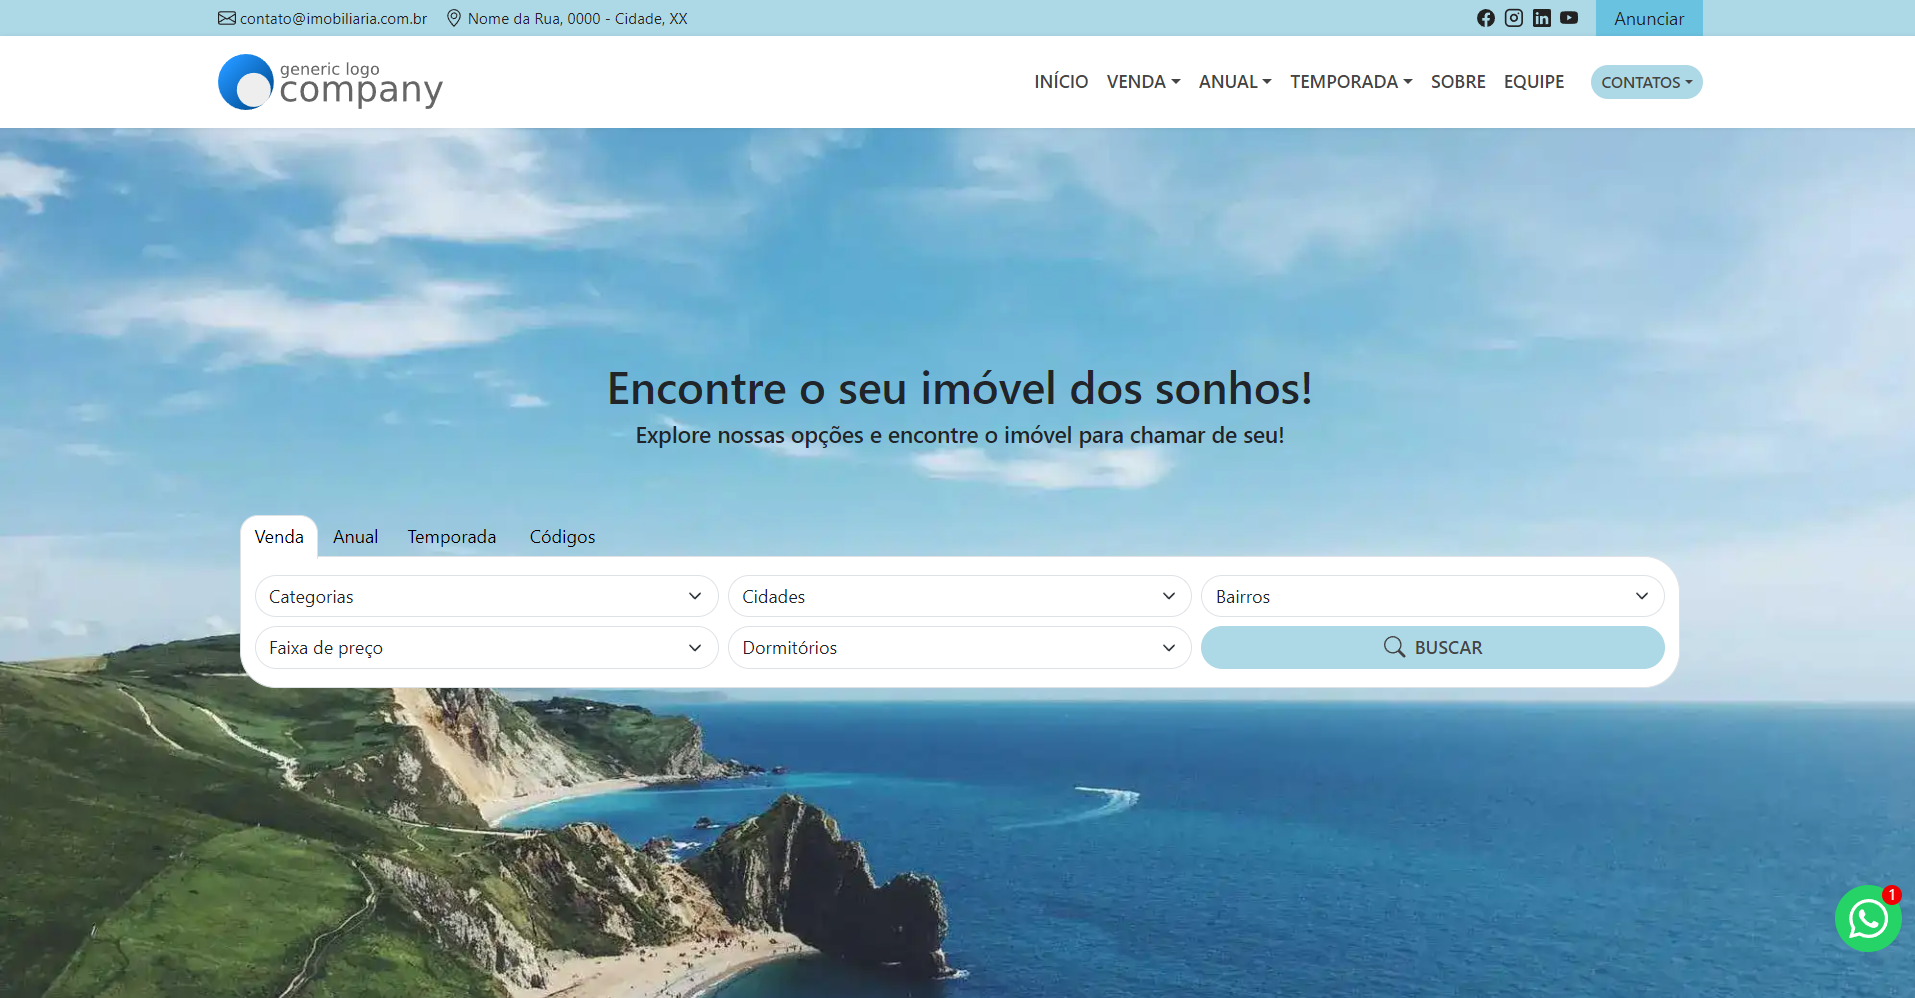 contato@imobiliaria.com.br Nome da Rua, 0000 - Cidade, XX Anunciar
generic logo
company
INÍCIO VENDA ANUAL TEMPORADA SOBRE EQUIPE CONTATOS
Encontre o seu imóvel dos sonhos!
Explore nossas opções e encontre o imóvel para chamar de seu!
Venda Anual Temporada Códigos
Categorias Cidades Bairros
Faixa de preço Dormitórios BUSCAR
1